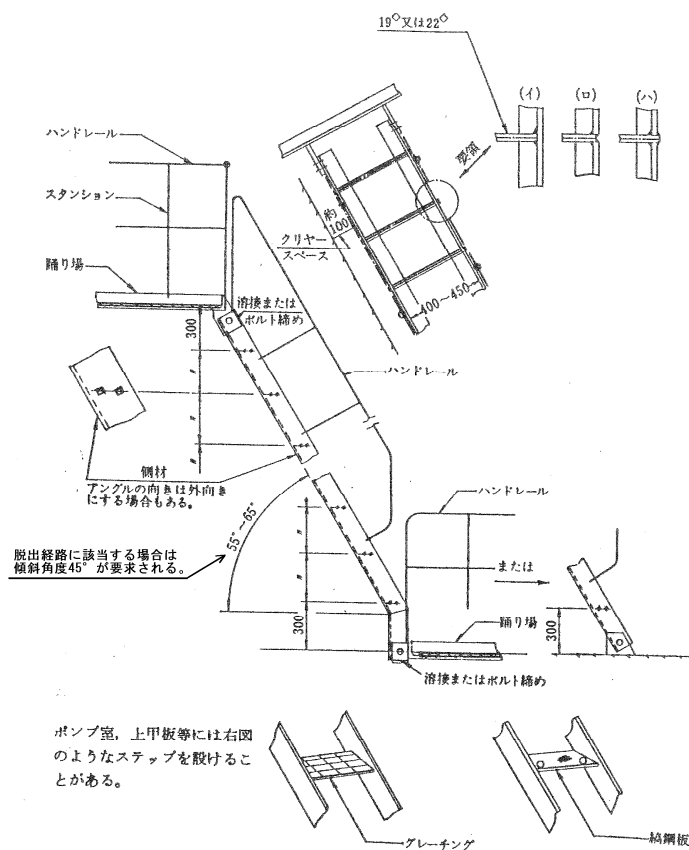 19□又は22□
(イ)
(ロ)
(ハ)
要領
ハンドレール
スタンション
踊り場
約
100
クリヤー
スペース
400~450
溶接または
ボルト締め
300
〃
〃
〃
ハンドレール
側材
アングルの向きは外向き
にする場合もある。
55°~65°
脱出経路に該当する場合は
傾斜角度45°が要求される。
〃
〃
300
ハンドレール
または
踊り場
300
溶接またはボルト締め
ポンプ室，上甲板等には右図
のようなステップを設けるこ
とがある。
グレーチング
縞鋼板